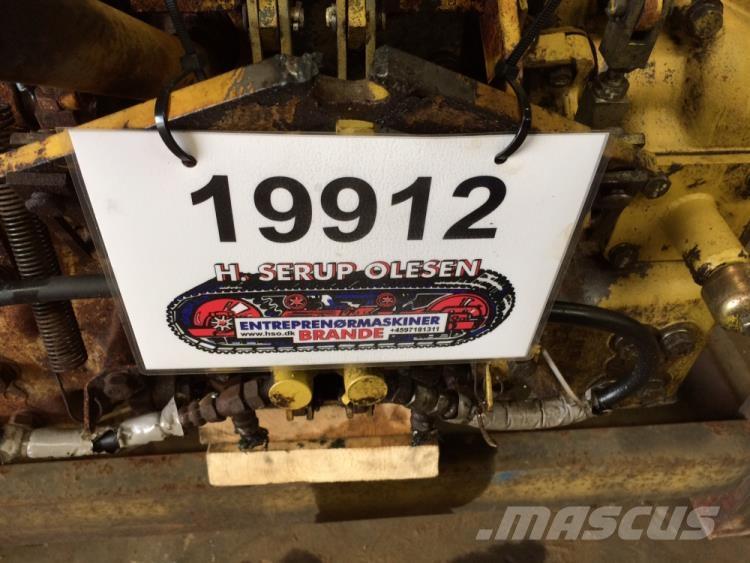 19912
H. SERUP OLESEN
ENTREPRENØRMASKINER
www.hso.dk BRANDE +4597181311
MASCUS